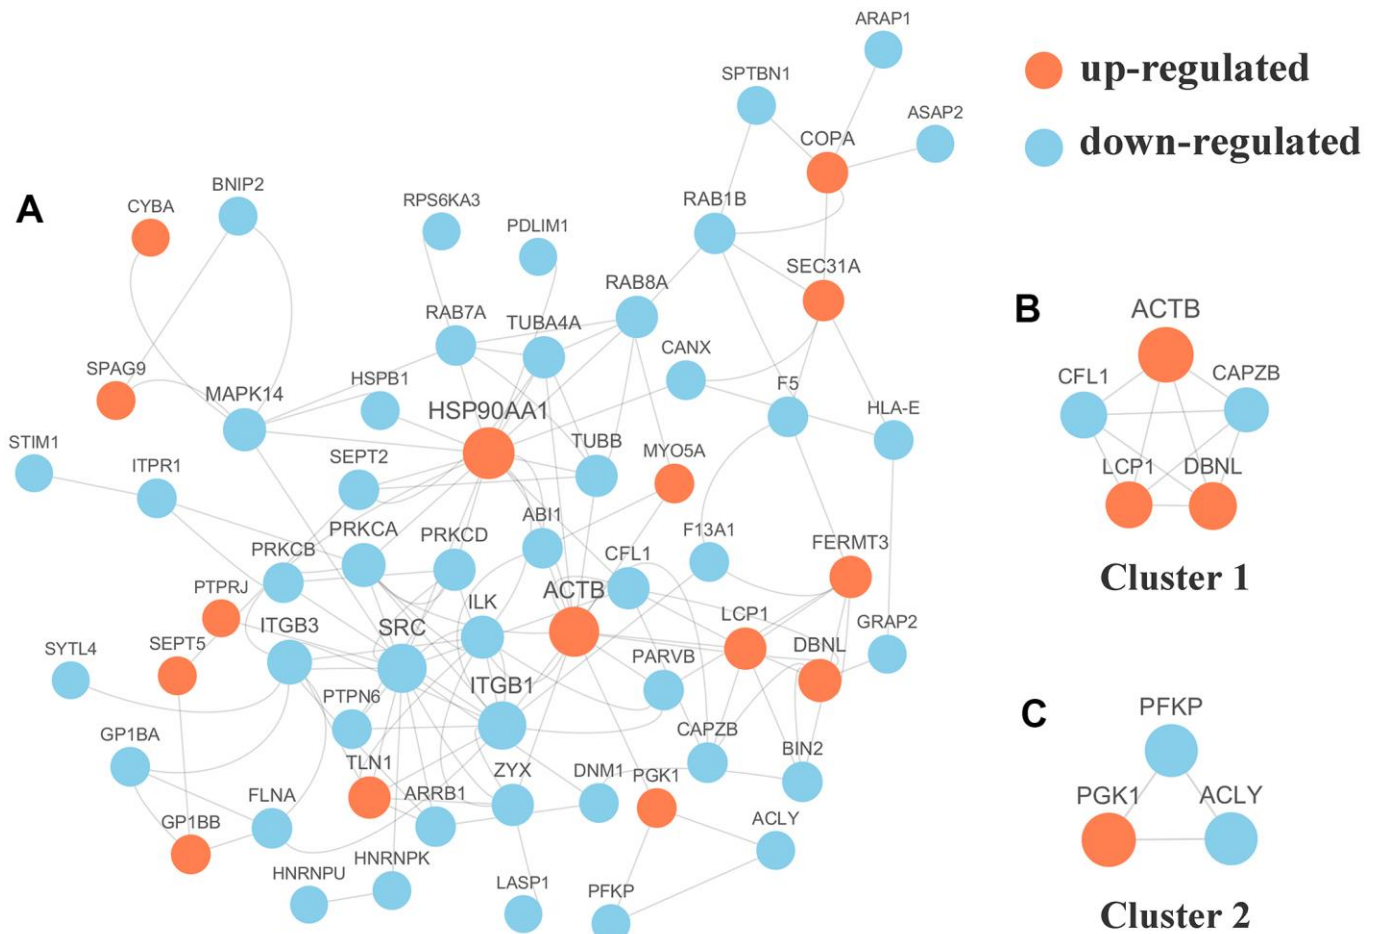 ARAP1
up-regulated
SPTBN1
ASAP2
COPA
down-regulated
A
CYBA
BNIP2
RPS6KA3
PDLIM1
RAB1B
SEC31A
RAB8A
RAB7A
TUBA4A
CANX
SPAG9
MAPK14
HSPB1
HSP90AA1
F5
HLA-E
STIM1
ITPR1
SEPT2
TUBB
MYO5A
PRKCB
PRKCA
PRKCD
ABI1
CFL1
F13A1
FERMT3
PTPRJ
ITGB3
SRC
ILK
ACTB
LCP1
DBNL
GRAP2
SYTL4
SEPT5
PTPN6
ITGB1
PARVB
GP1BA
TLN1
ZYX
DNM1
PGK1
CAPZB
BIN2
GP1BB
FLNA
ARRB1
ACLY
HNRNPU
HNRNPK
LASP1
PFKP
B
ACTB
CFL1
CAPZB
LCP1
DBNL
Cluster 1
C
PFKP
PGK1
ACLY
Cluster 2